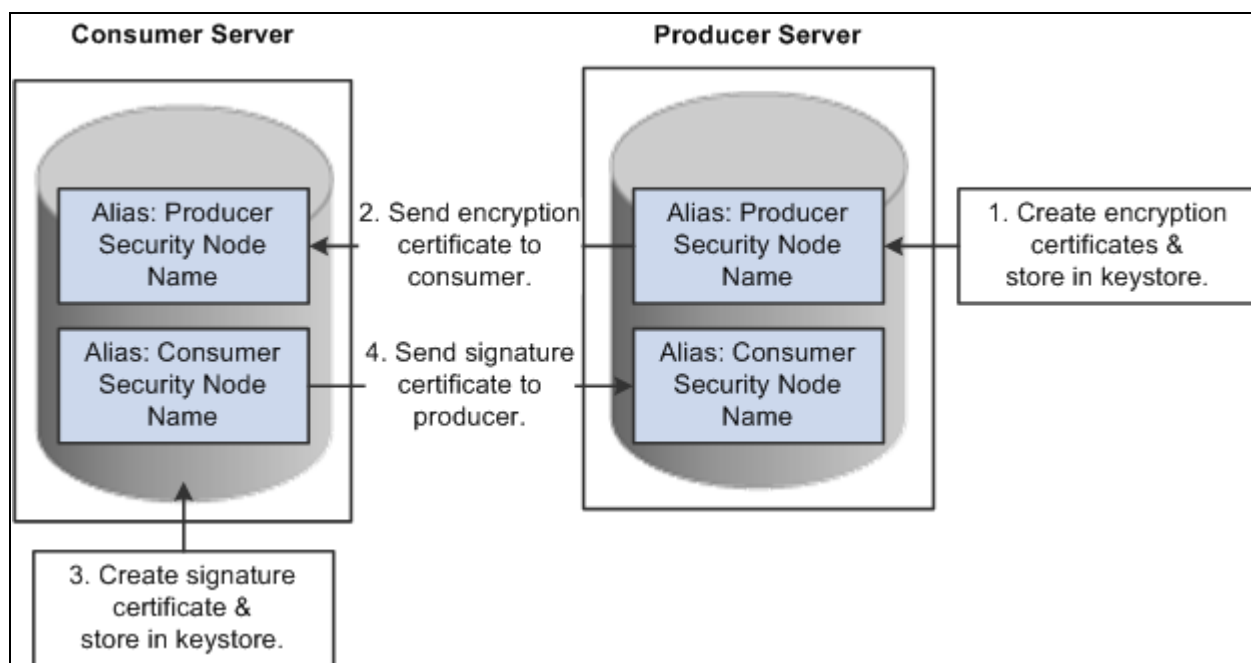 Consumer Server
Producer Server
Alias: Producer
Security Node
Name
2. Send encryption
certificate to
consumer.
Alias: Producer
Security Node
Name
1. Create encryption
certificates &
store in keystore.
Alias: Consumer
Security Node
Name
4. Send signature
certificate to
producer.
Alias: Consumer
Security Node
Name
3. Create signature
certificate &
store in keystore.